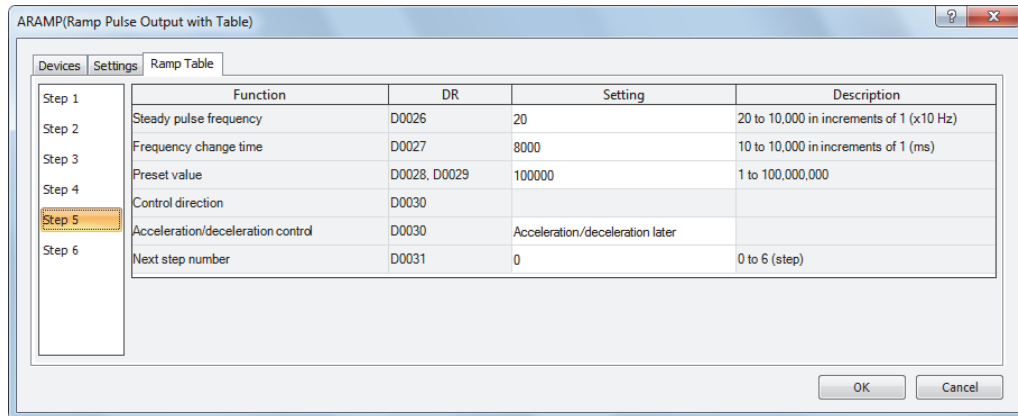 ARAMP(Ramp Pulse Output with Table)
? X
Devices Settings Ramp Table
Step 1
Step 2
Step 3
Step 4
Step 5
Step 6
Function DR Setting Description
Steady pulse frequency D0026 20 20 to 10,000 in increments of 1 (x10 Hz)
Frequency change time D0027 8000 10 to 10,000 in increments of 1 (ms)
Preset value D0028, D0029 100000 1 to 100,000,000
Control direction D0030
Acceleration/deceleration control D0030 Acceleration/deceleration later
Next step number D0031 0 0 to 6 (step)
OK Cancel